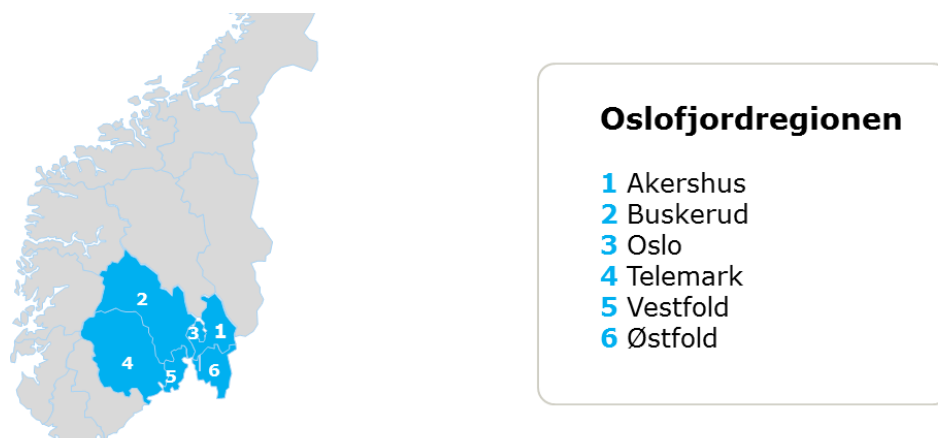 2
3
1
4
5
6
Oslofjordregionen
1 Akershus
2 Buskerud
3 Oslo
4 Telemark
5 Vestfold
6 Østfold